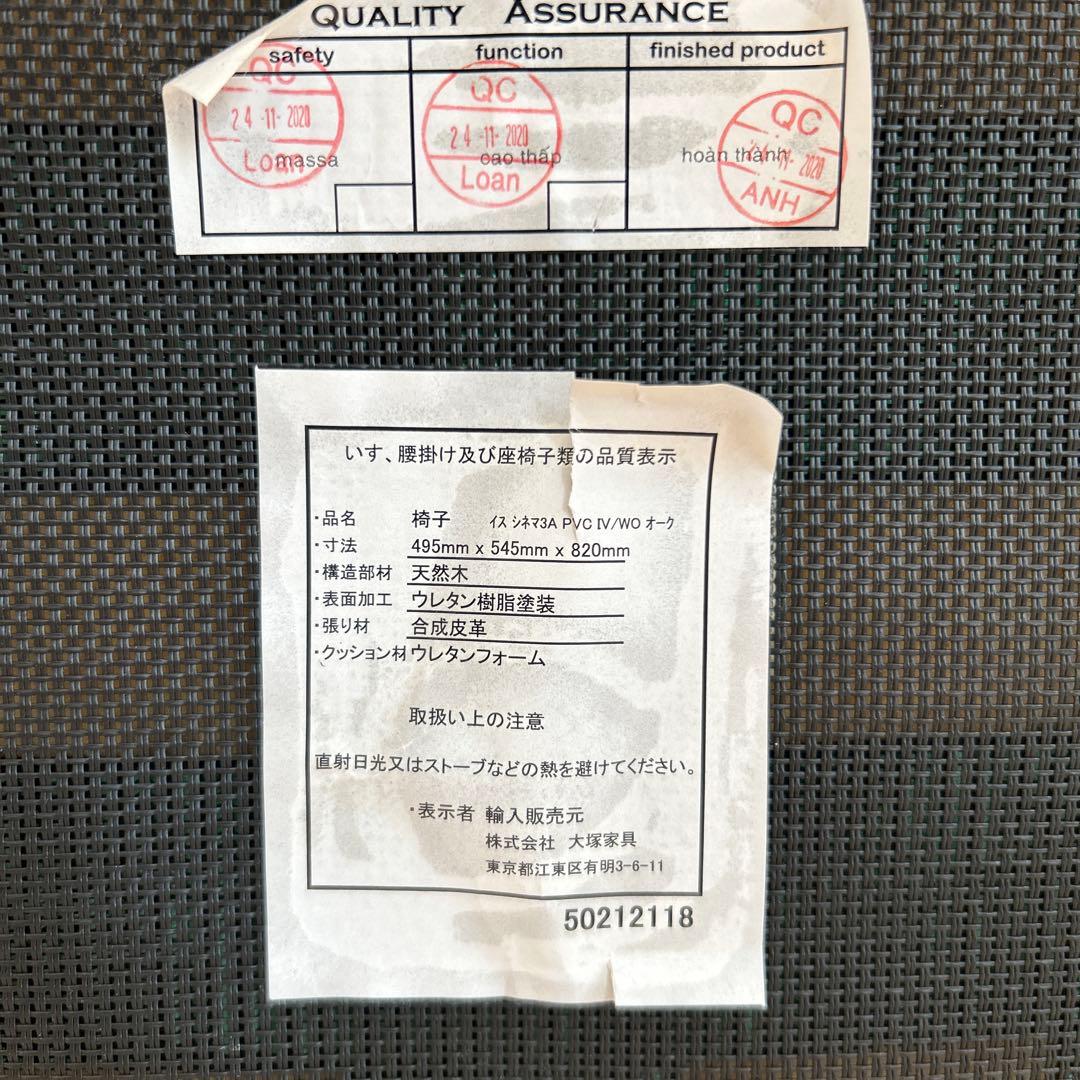 QUALITY ASSURANCE
safety function finished product
QC QC QC
24-11-2020 24-11-2020 11-2020
massa cao thấp hoàn thành
Loan Loan ANH
いす、腰掛け及び座椅子類の品質表示
・品名 椅子 イス シネマ3A PVC IV/WO オーク
・寸法 495mm x 545mm x 820mm
・構造部材 天然木
・表面加工 ウレタン樹脂塗装
・張り材 合成皮革
・クッション材 ウレタンフォーム
取扱い上の注意
直射日光又はストーブなどの熱を避けてください。
・表示者 輸入販売元
株式会社 大塚家具
東京都江東区有明3-6-11
50212118